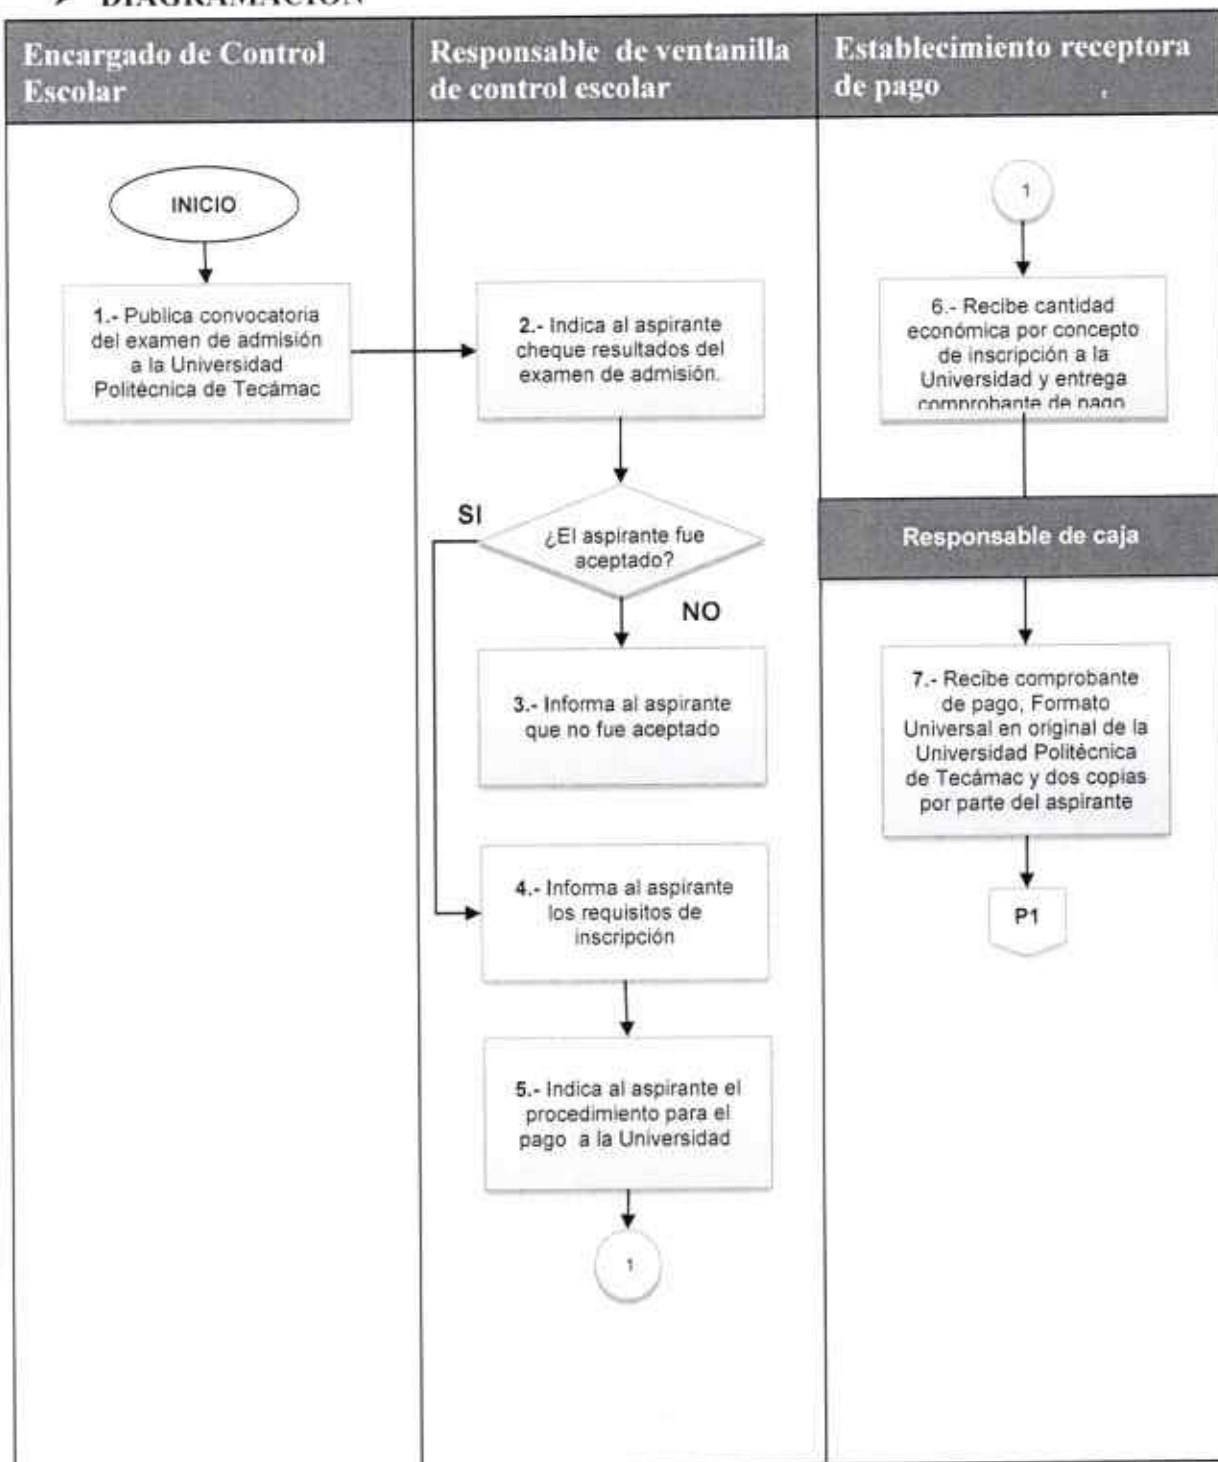 ➤ DIAGRAMACIÓN
Encargado de Control
Escolar
Responsable de ventanilla
de control escolar
Establecimiento receptora
de pago
INICIO
1.- Publica convocatoria
del examen de admisión
a la Universidad
Politécnica de Tecámac
2.- Indica al aspirante
cheque resultados del
examen de admisión.
¿El aspirante fue
aceptado?
SI
NO
3.- Informa al aspirante
que no fue aceptado
4.- Informa al aspirante
los requisitos de
inscripción
5.- Indica al aspirante el
procedimiento para el
pago a la Universidad
1
1
6.- Recibe cantidad
económica por concepto
de inscripción a la
Universidad y entrega
comprobante de pago
Responsable de caja
7.- Recibe comprobante
de pago, Formato
Universal en original de la
Universidad Politécnica
de Tecámac y dos copias
por parte del aspirante
P1